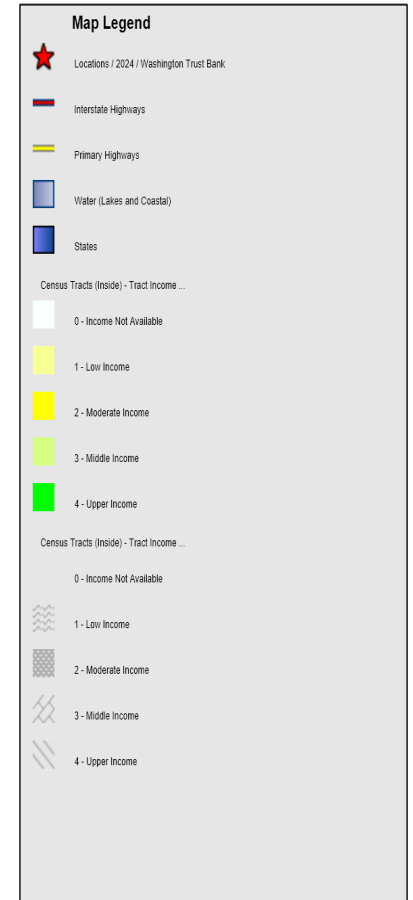 Map Legend
Locations / 2024 / Washington Trust Bank
Interstate Highways
Primary Highways
Water (Lakes and Coastal)
States
Census Tracts (Inside) - Tract Income ...
0 - Income Not Available
1 - Low Income
2 - Moderate Income
3 - Middle Income
4 - Upper Income
Census Tracts (Inside) - Tract Income ...
0 - Income Not Available
1 - Low Income
2 - Moderate Income
3 - Middle Income
4 - Upper Income